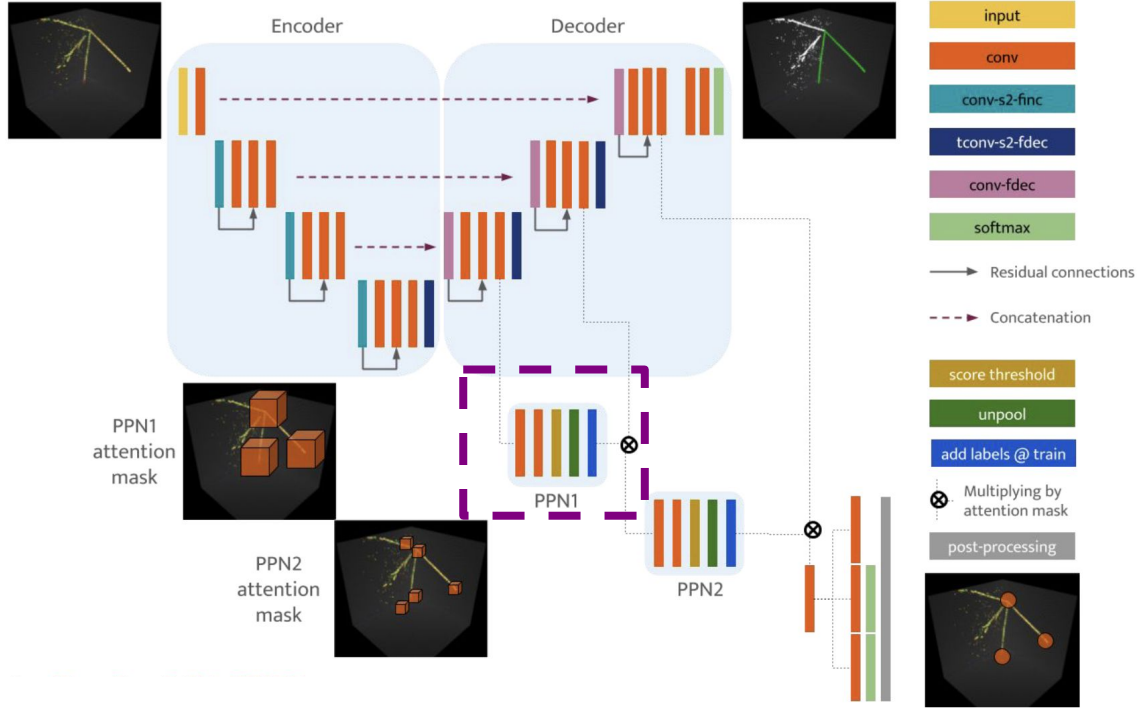 Encoder
Decoder
input
conv
conv-s2-finc
tconv-s2-fdec
conv-fdec
softmax
Residual connections
Concatenation
score threshold
unpool
add labels @ train
Multiplying by
attention mask
post-processing
PPN1
attention
mask
PPN1
PPN2
attention
mask
PPN2